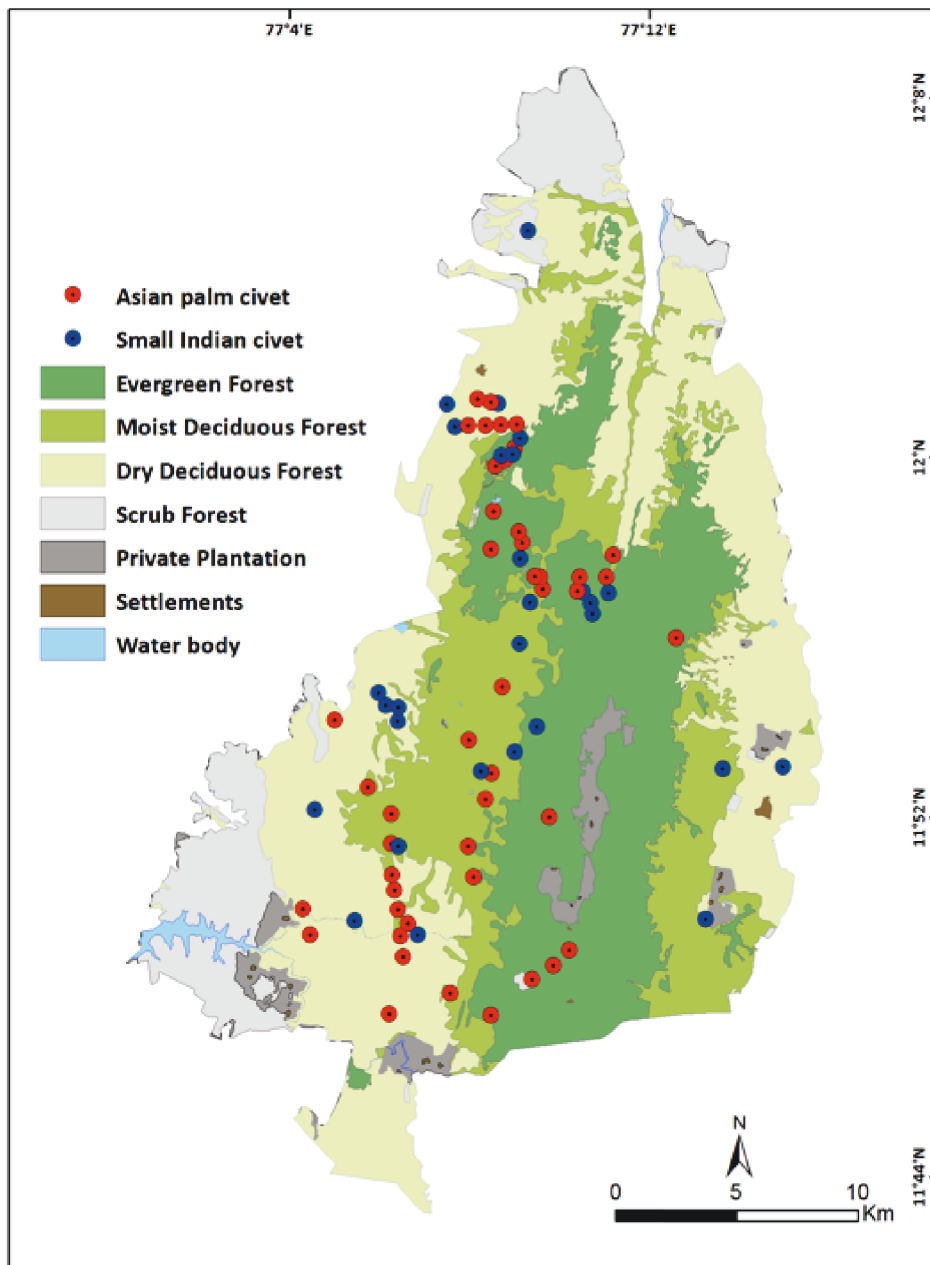 77°4'E
77°12'E
12°8'N
Asian palm civet
Small Indian civet
Evergreen Forest
Moist Deciduous Forest
Dry Deciduous Forest
Scrub Forest
Private Plantation
Settlements
Water body
12°N
11°52'N
11°44'N
N
0 5 10
Km